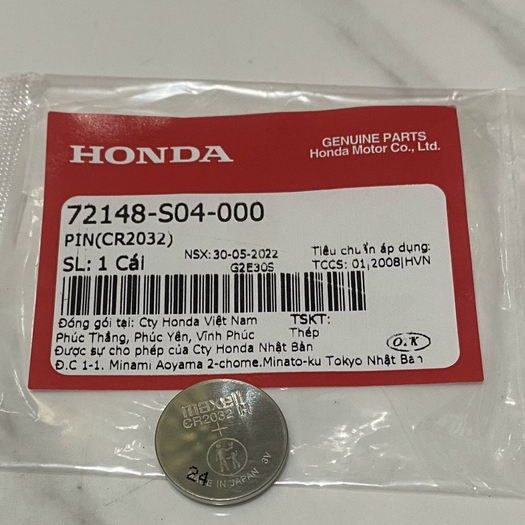 HONDA
GENUINE PARTS
Honda Motor Co., Ltd.
72148-S04-000
PIN(CR2032)
SL: 1 Cái
NSX: 30-05-2022
G2E30S
Tiêu chuẩn áp dụng:
TCCS: 01:2008|HVN
Đóng gói tại: Cty Honda Việt Nam
Phúc Thắng, Phúc Yên, Vĩnh Phúc
TSKT:
Thép
Được sự cho phép của Cty Honda Nhật Bản
O.K
Đ.C 1-1. Minami Aoyama 2-chome.Minato-ku Tokyo Nhật Bản
maxell
CR2032
24
MADE IN JAPAN 3V